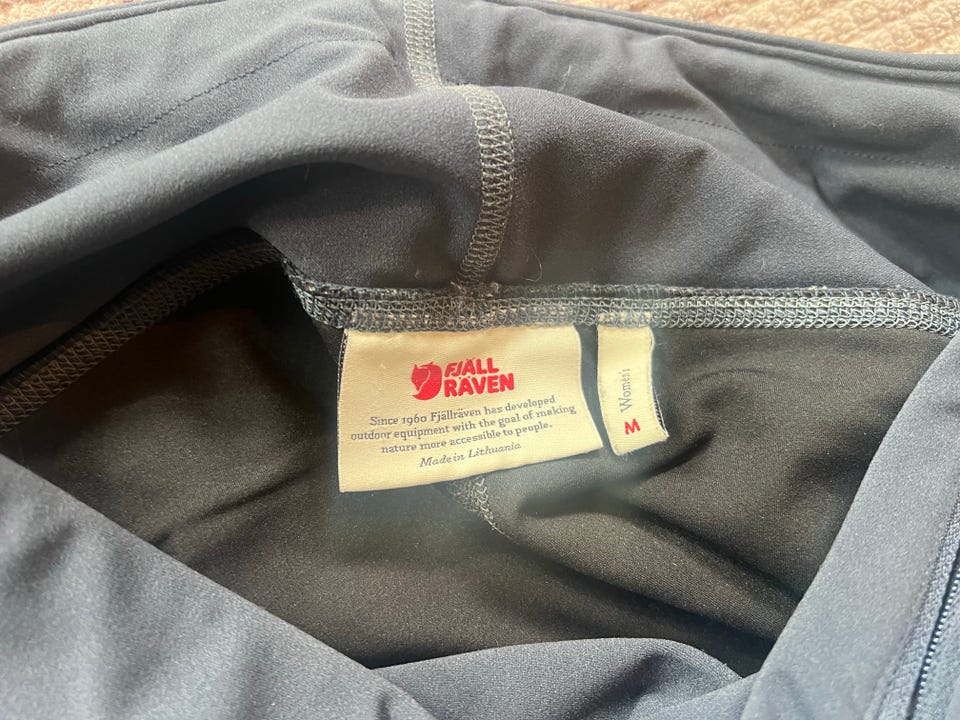 FJÄLL
RÄVEN
Since 1960 Fjällräven has developed
outdoor equipment with the goal of making
nature more accessible to people.
Made in Lithuania
Women's
M